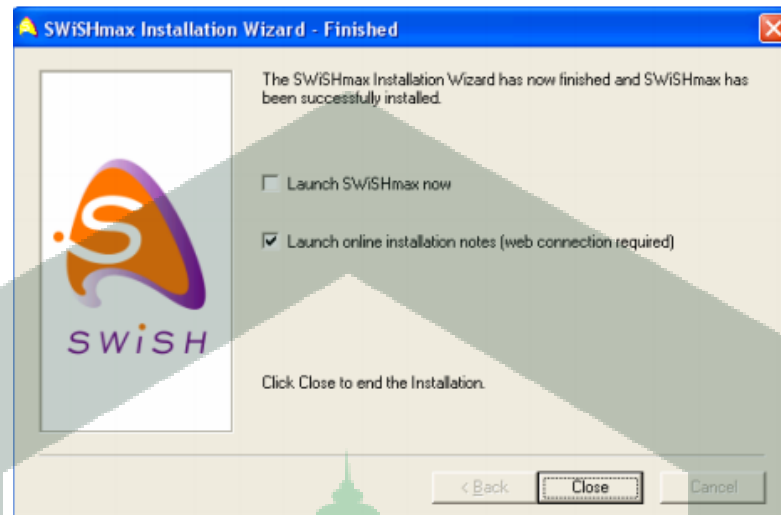 SWiSHmax Installation Wizard - Finished
The SWiSHmax Installation Wizard has now finished and SWiSHmax has
been successfully installed.
Launch SWiSHmax now
Launch online installation notes (web connection required)
S
SWiSH
Click Close to end the Installation.
< Back Close Cancel